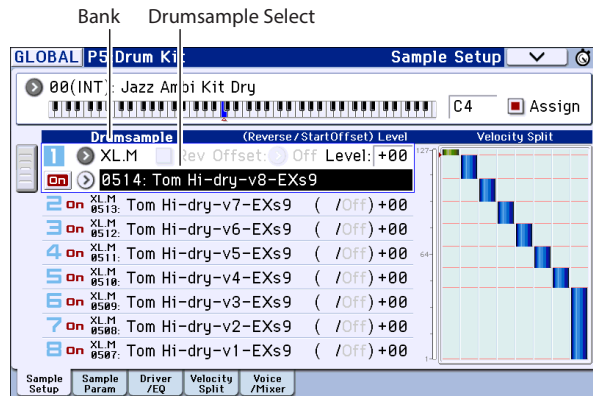 Bank Drumsample Select
GLOBAL P5 Drum Kit Sample Setup
00(INT): Jazz Ambi Kit Dry
C4 Assign
Drumsample (Reverse/StartOffset) Level Velocity Split
1 XL.M Rev Offset: Off Level: +00 127
On 0514: Tom Hi-dry-v8-EXs9
2 On XL.M 0513: Tom Hi-dry-v7-EXs9 ( /Off) +00
3 On XL.M 0512: Tom Hi-dry-v6-EXs9 ( /Off) +00
4 On XL.M 0511: Tom Hi-dry-v5-EXs9 ( /Off) +00 64
5 On XL.M 0510: Tom Hi-dry-v4-EXs9 ( /Off) +00
6 On XL.M 0509: Tom Hi-dry-v3-EXs9 ( /Off) +00
7 On XL.M 0508: Tom Hi-dry-v2-EXs9 ( /Off) +00
8 On XL.M 0507: Tom Hi-dry-v1-EXs9 ( /Off) +00 1
Sample Setup Sample Param Driver /EQ Velocity Split Voice /Mixer